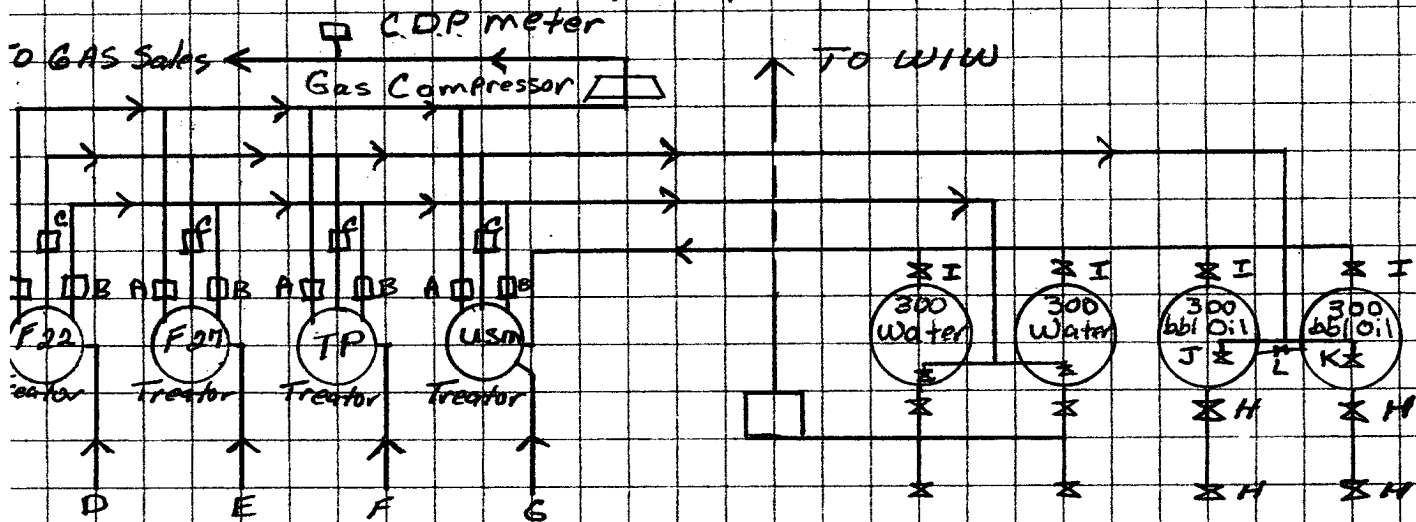 C.D.P. meter
O GAS Sales
TO WIW
Gas Compressor
C C C C
B A B A B A B
I I I I
F22 F27 TP USM
300 Water 300 Water 300 bbl Oil 300 bbl Oil
J L K
eator Treator Treator Treator
H H
D E F G
H H